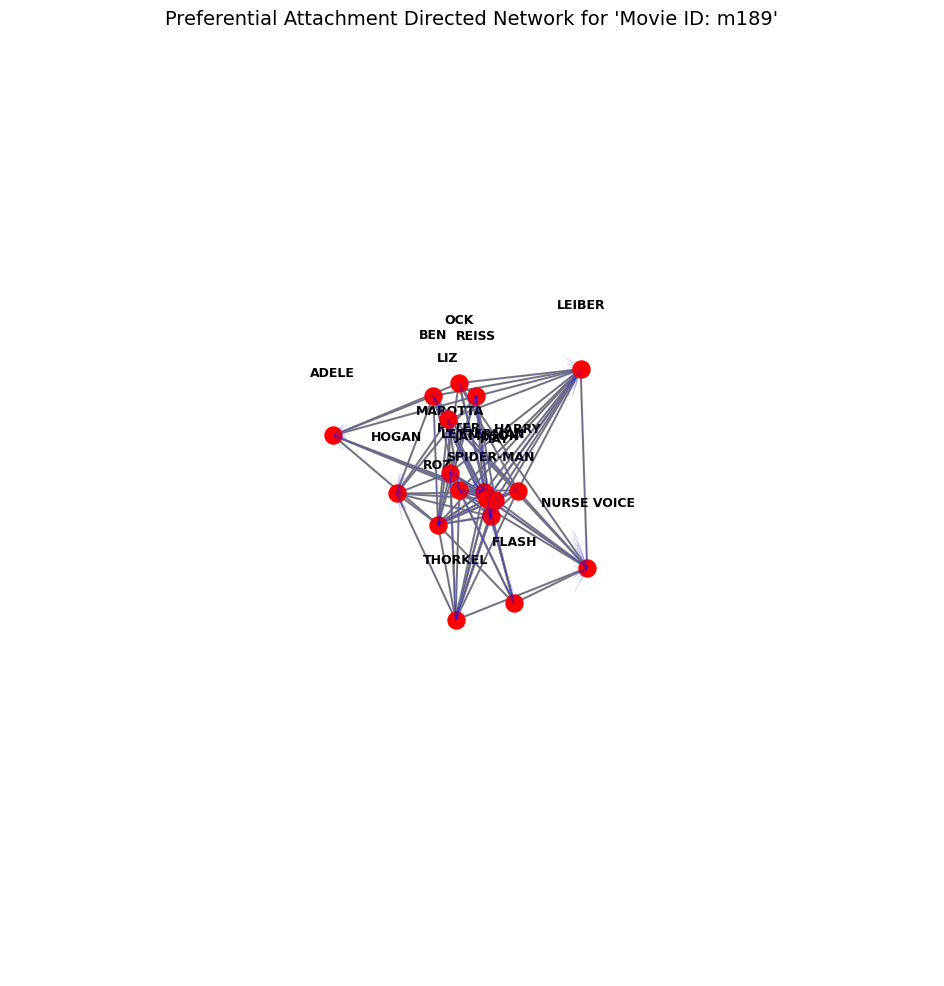 Preferential Attachment Directed Network for 'Movie ID: m189'
LEIBER
OCK
BEN
REISS
LIZ
ADELE
MAROTTA
PETER
HARRY
HOGAN
MAY
SPIDER-MAN
ROZ
NURSE VOICE
FLASH
THORKEL